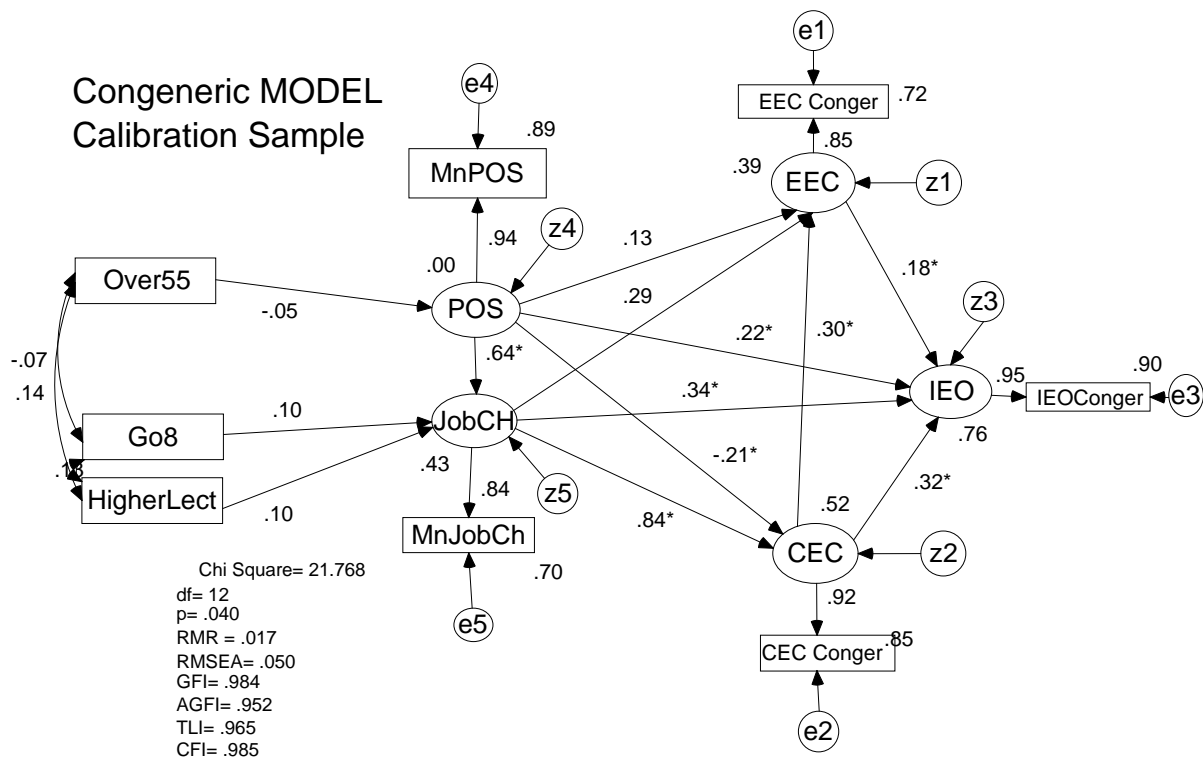 Congeneric MODEL
Calibration Sample
e1
EEC Conger
.72
.85
.39
EEC
z1
e4
.89
MnPOS
.94
z4
.00
POS
.13
.29
.18*
Over55
-.05
.64*
.22*
.30*
z3
-.07
.14
.10
JobCH
.34*
IEO
.95
.90
IEOConger
e3
.76
Go8
HigherLect
.10
.43
.84
z5
-.21*
.32*
.84*
.52
CEC
z2
MnJobCh
.70
e5
.92
CEC Conger
.85
e2
Chi Square= 21.768
df= 12
p= .040
RMR = .017
RMSEA= .050
GFI= .984
AGFI= .952
TLI= .965
CFI= .985